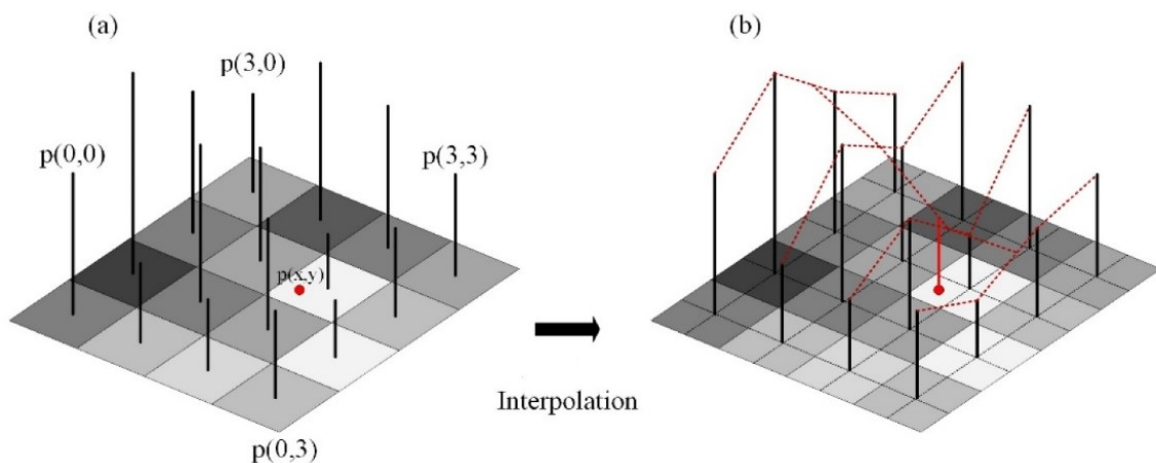 (a)
(b)
p(3,0)
p(0,0)
p(3,3)
p(x,y)
Interpolation
p(0,3)